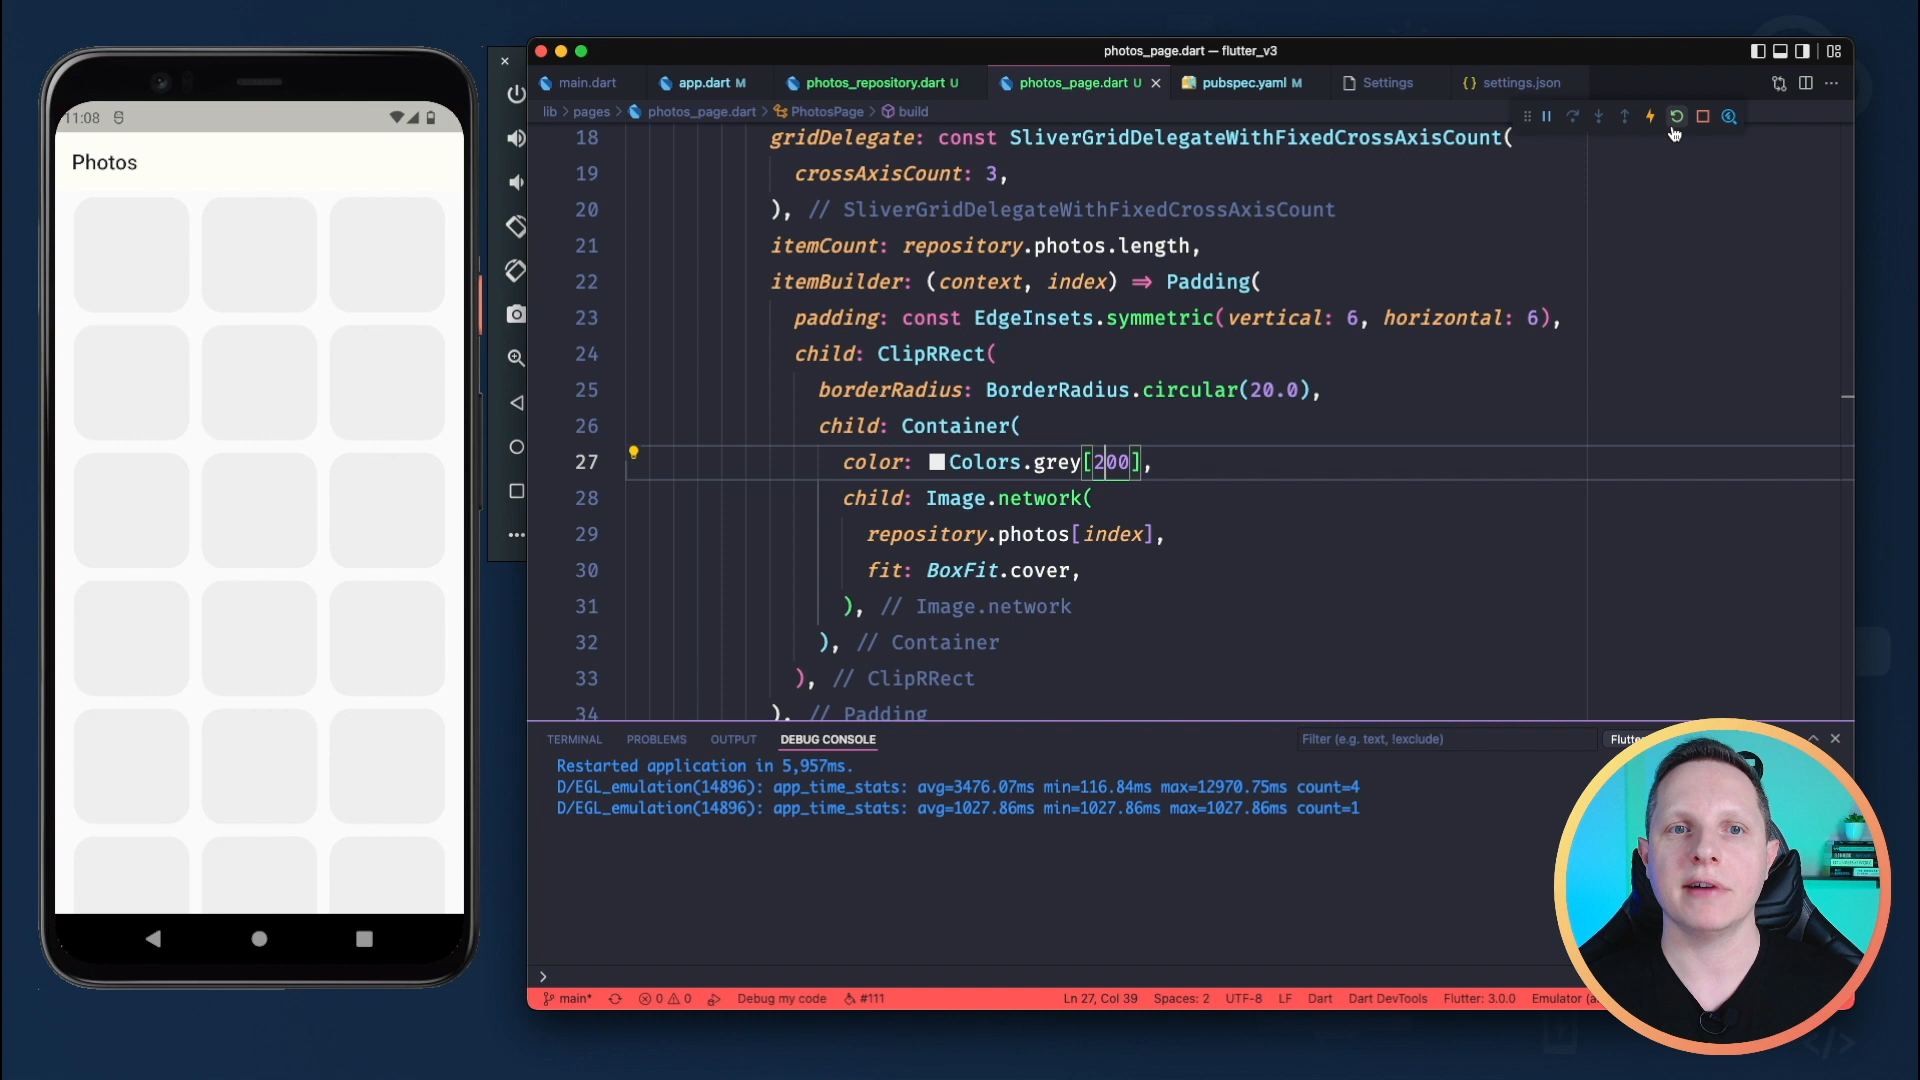 11:08
Photos
photos_page.dart — flutter_v3
main.dart
app.dart M
photos_repository.dart U
photos_page.dart U
pubspec.yaml M
Settings
{} settings.json
lib > pages > photos_page.dart > PhotosPage > build
18 gridDelegate: const SliverGridDelegateWithFixedCrossAxisCount(
19 crossAxisCount: 3,
20 ), // SliverGridDelegateWithFixedCrossAxisCount
21 itemCount: repository.photos.length,
22 itemBuilder: (context, index) => Padding(
23 padding: const EdgeInsets.symmetric(vertical: 6, horizontal: 6),
24 child: ClipRRect(
25 borderRadius: BorderRadius.circular(20.0),
26 child: Container(
27 color: Colors.grey[200],
28 child: Image.network(
29 repository.photos[index],
30 fit: BoxFit.cover,
31 ), // Image.network
32 ), // Container
33 ), // ClipRRect
34 ), // Padding
TERMINAL PROBLEMS OUTPUT DEBUG CONSOLE
Filter (e.g. text, !exclude)
Restarted application in 5,957ms.
D/EGL_emulation(14896): app_time_stats: avg=3476.07ms min=116.84ms max=12970.75ms count=4
D/EGL_emulation(14896): app_time_stats: avg=1027.86ms min=1027.86ms max=1027.86ms count=1
>
main* 0 0 Debug my code #111
Ln 27, Col 39 Spaces: 2 UTF-8 LF Dart Dart DevTools Flutter: 3.0.0 Emulator